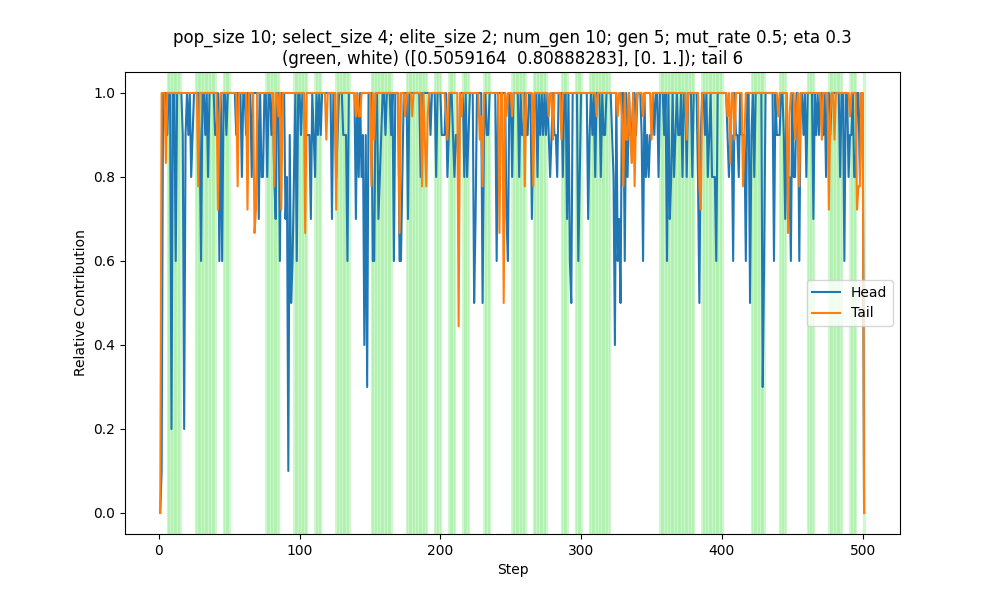 pop_size 10; select_size 4; elite_size 2; num_gen 10; gen 5; mut_rate 0.5; eta 0.3
(green, white) ([0.5059164  0.80888283], [0. 1.]); tail 6
1.0
0.8
0.6
0.4
0.2
0.0
Relative Contribution
Head
Tail
0
100
200
300
400
500
Step